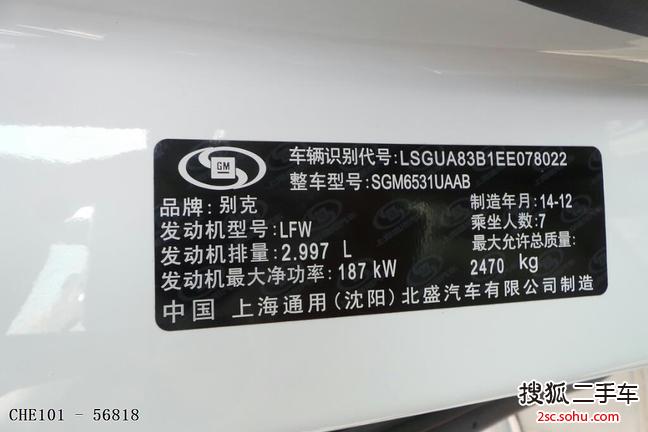 GM
车辆识别代号:LSGUA83B1EE078022
整车型号:SGM6531UAAB
品牌:别克
制造年月:14-12
发动机型号:LFW
乘坐人数:7
发动机排量:2.997 L
最大允许总质量:
发动机最大净功率:187 kW
2470 kg
中国 上海通用(沈阳)北盛汽车有限公司制造
CHE101 - 56818
搜狐二手车
2sc.sohu.com